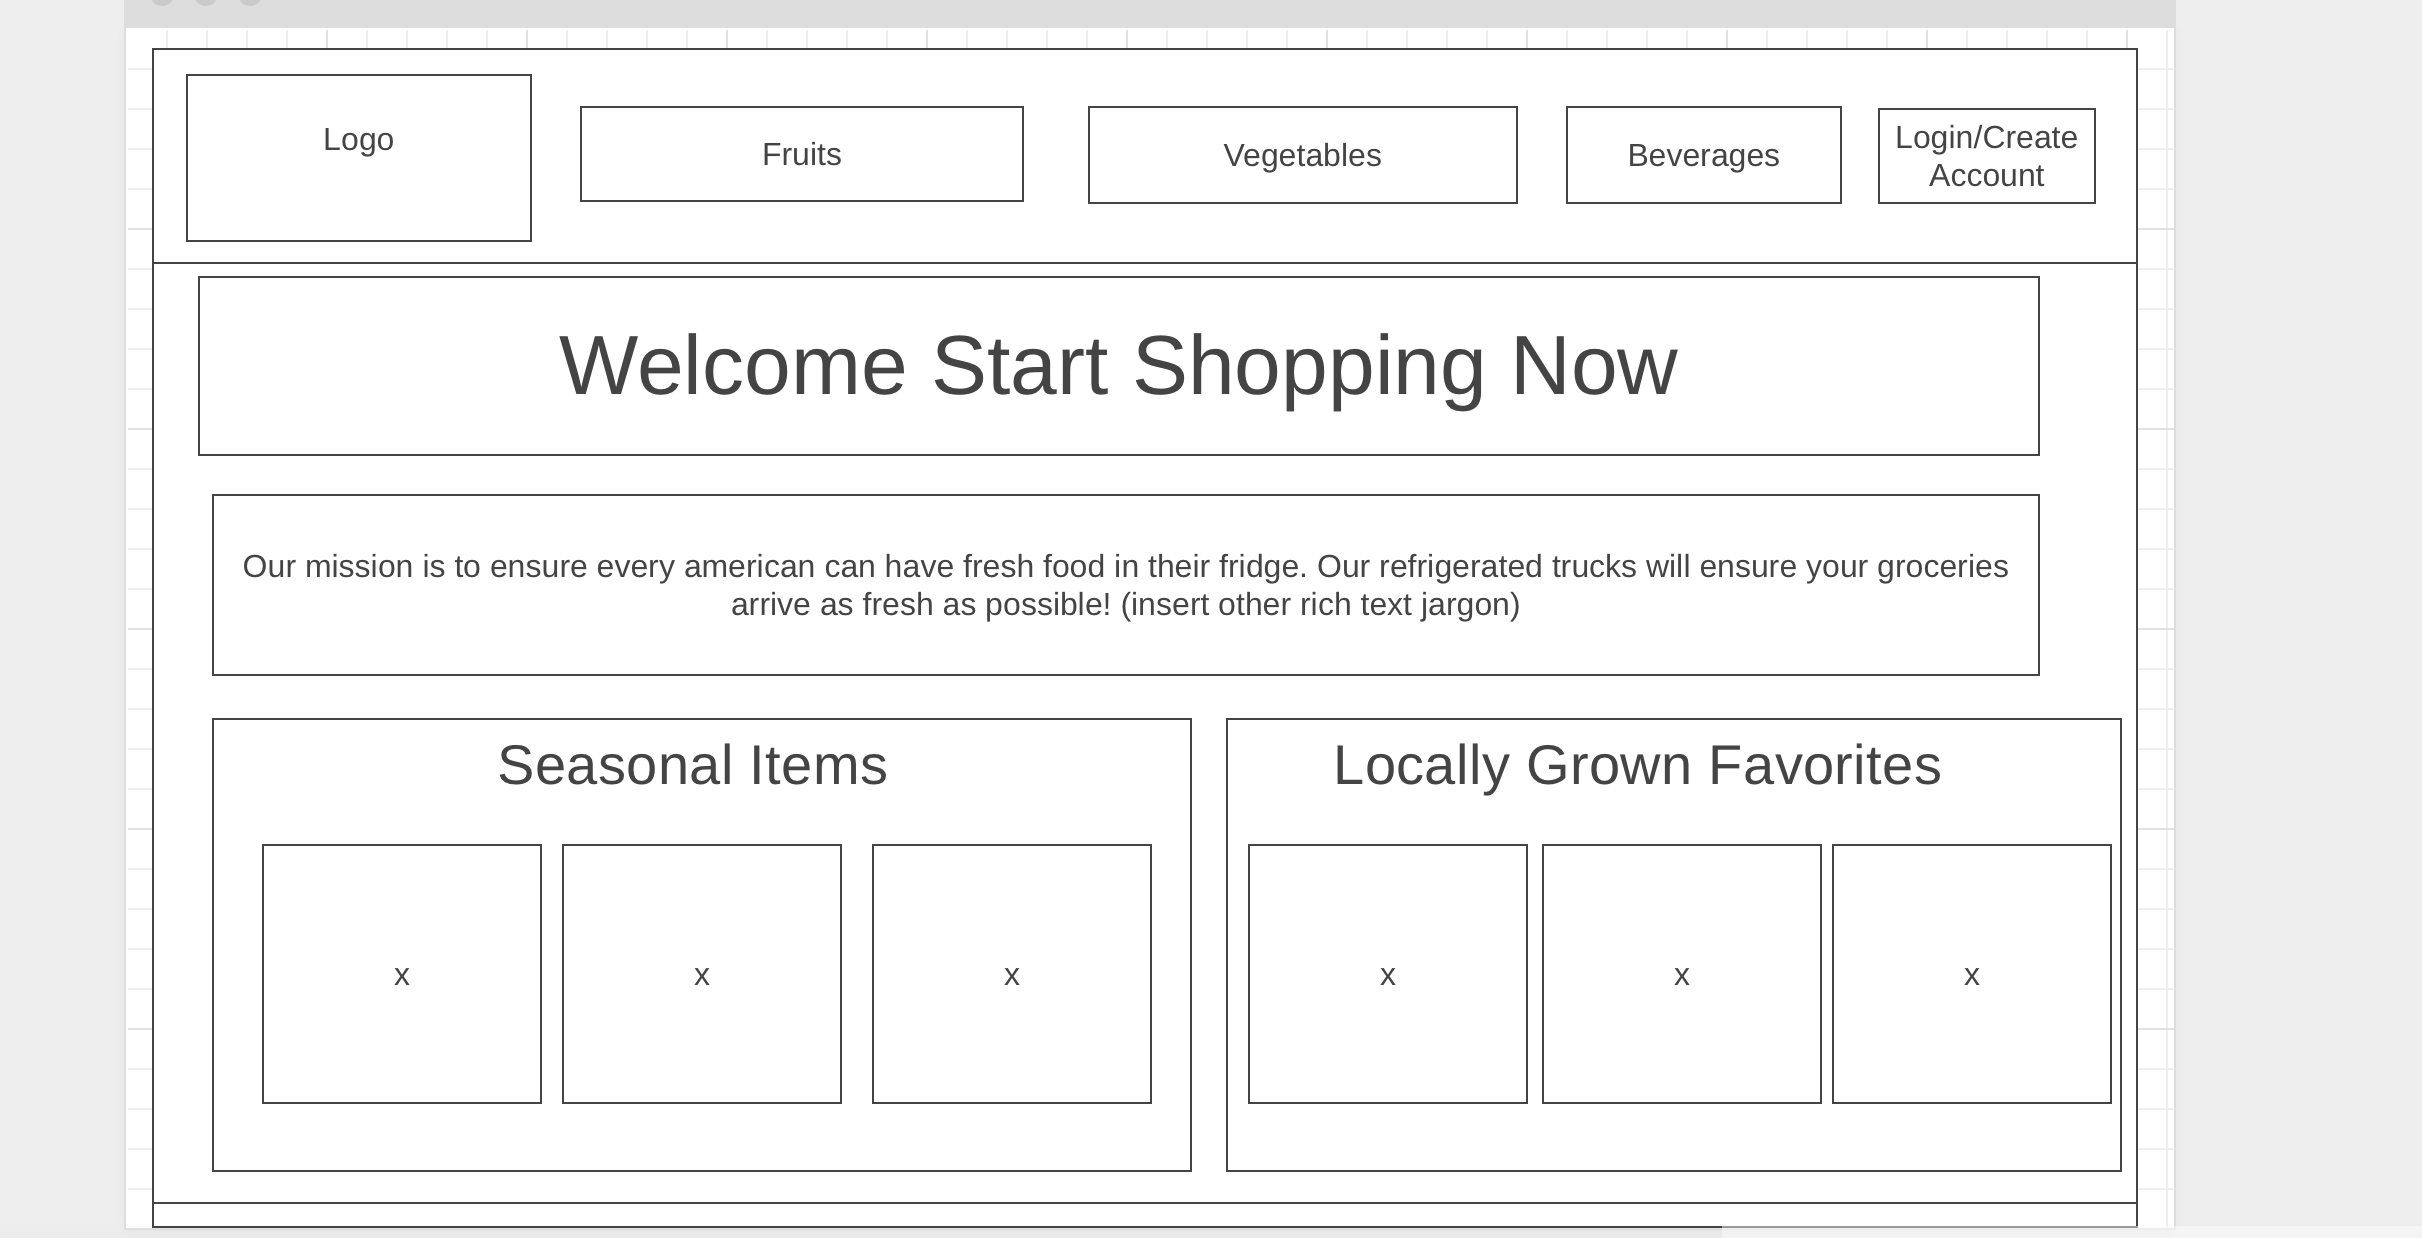 Logo
Fruits
Vegetables
Beverages
Login/Create
Account
Welcome Start Shopping Now
Our mission is to ensure every american can have fresh food in their fridge. Our refrigerated trucks will ensure your groceries
arrive as fresh as possible! (insert other rich text jargon)
Seasonal Items
Locally Grown Favorites
x
x
x
x
x
x